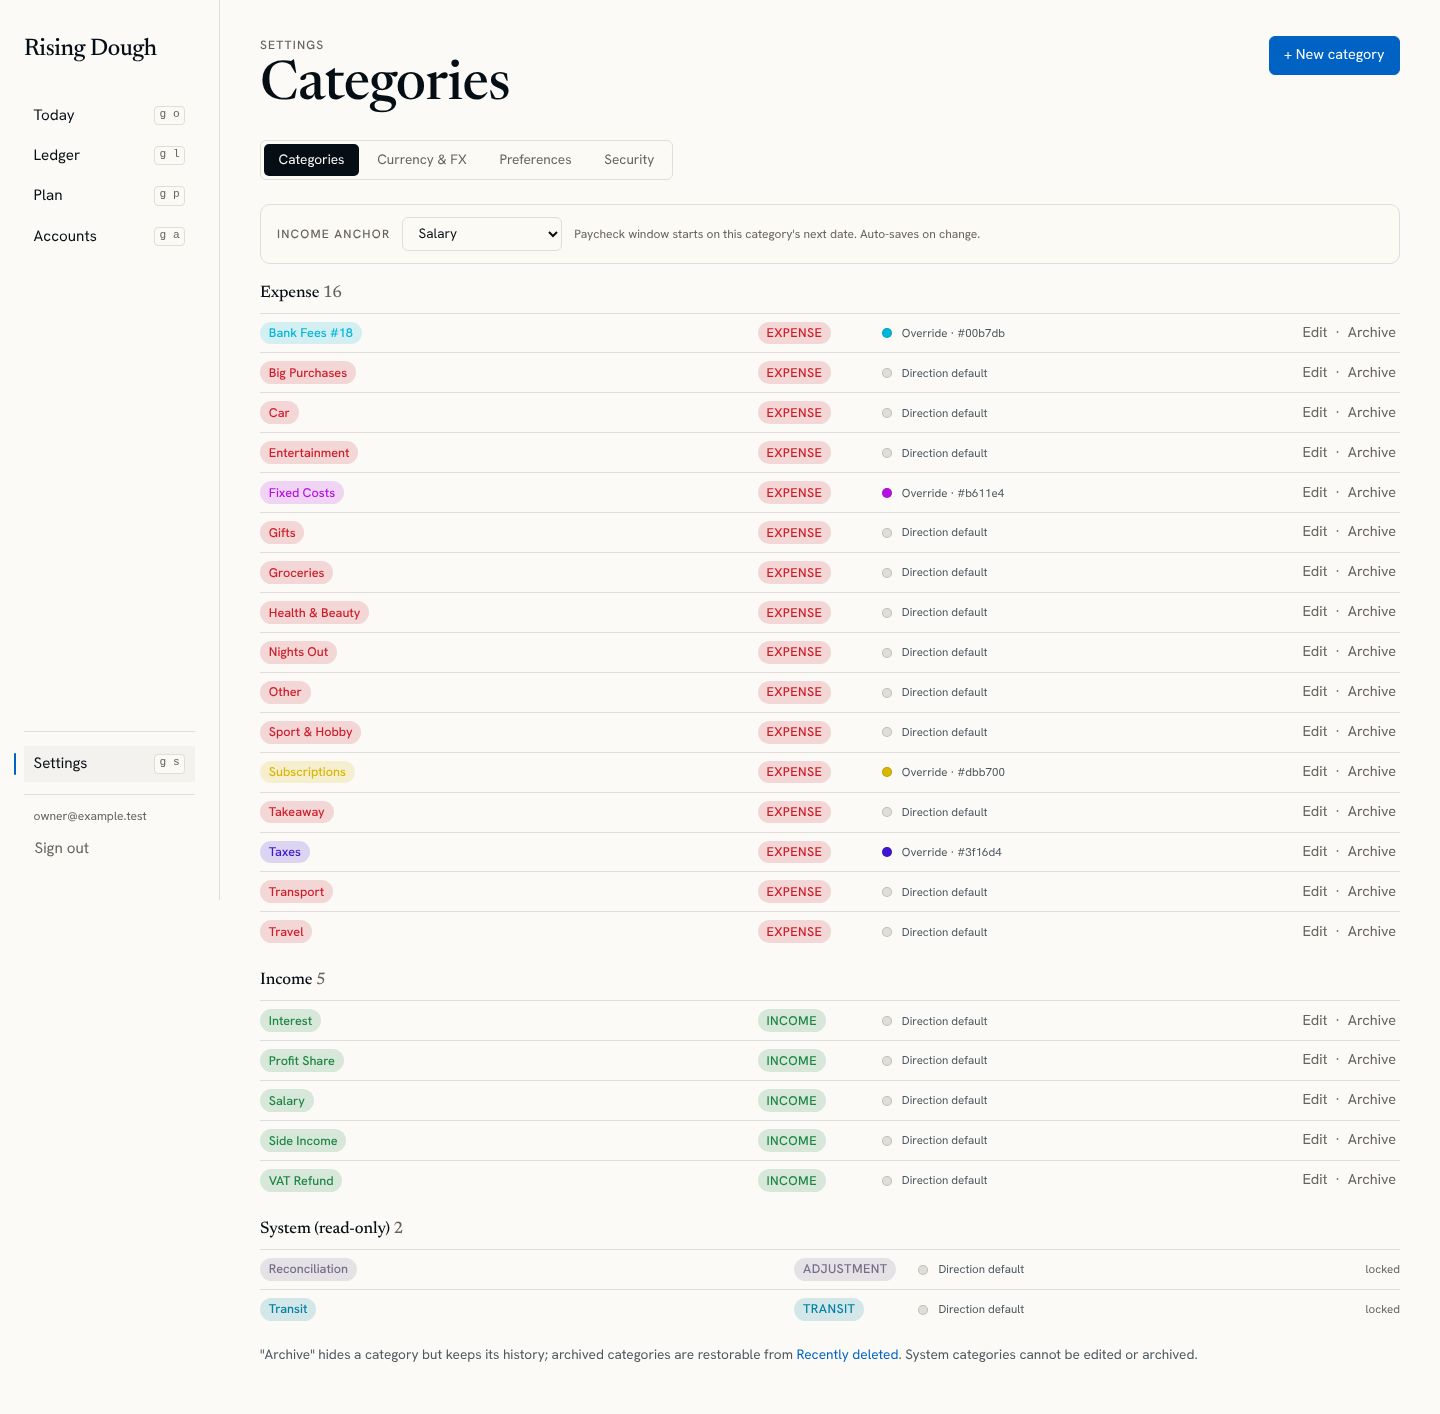 Rising Dough
Today g o
Ledger g l
Plan g p
Accounts g a
Settings g s
owner@example.test
Sign out
SETTINGS
Categories
+ New category
Categories Currency & FX Preferences Security
INCOME ANCHOR Salary Paycheck window starts on this category's next date. Auto-saves on change.
Expense 16
Bank Fees #18 EXPENSE Override · #00b7db Edit · Archive
Big Purchases EXPENSE Direction default Edit · Archive
Car EXPENSE Direction default Edit · Archive
Entertainment EXPENSE Direction default Edit · Archive
Fixed Costs EXPENSE Override · #b611e4 Edit · Archive
Gifts EXPENSE Direction default Edit · Archive
Groceries EXPENSE Direction default Edit · Archive
Health & Beauty EXPENSE Direction default Edit · Archive
Nights Out EXPENSE Direction default Edit · Archive
Other EXPENSE Direction default Edit · Archive
Sport & Hobby EXPENSE Direction default Edit · Archive
Subscriptions EXPENSE Override · #dbb700 Edit · Archive
Takeaway EXPENSE Direction default Edit · Archive
Taxes EXPENSE Override · #3f16d4 Edit · Archive
Transport EXPENSE Direction default Edit · Archive
Travel EXPENSE Direction default Edit · Archive
Income 5
Interest INCOME Direction default Edit · Archive
Profit Share INCOME Direction default Edit · Archive
Salary INCOME Direction default Edit · Archive
Side Income INCOME Direction default Edit · Archive
VAT Refund INCOME Direction default Edit · Archive
System (read-only) 2
Reconciliation ADJUSTMENT Direction default locked
Transit TRANSIT Direction default locked
"Archive" hides a category but keeps its history; archived categories are restorable from Recently deleted. System categories cannot be edited or archived.